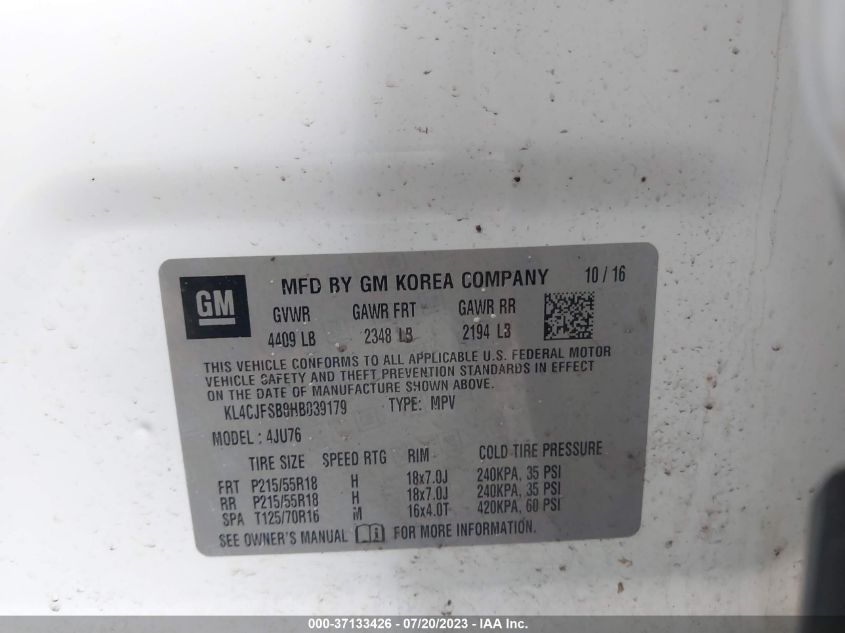 GM
MFD BY GM KOREA COMPANY 10 / 16
GVWR GAWR FRT GAWR RR
4409 LB 2348 LB 2194 LB
THIS VEHICLE CONFORMS TO ALL APPLICABLE U.S. FEDERAL MOTOR
VEHICLE SAFETY AND THEFT PREVENTION STANDARDS IN EFFECT
ON THE DATE OF MANUFACTURE SHOWN ABOVE.
KL4CJFSB9HB039179 TYPE: MPV
MODEL : 4JU76
TIRE SIZE SPEED RTG RIM COLD TIRE PRESSURE
FRT P215/55R18 H 18x7.0J 240KPA, 35 PSI
RR P215/55R18 H 18x7.0J 240KPA, 35 PSI
SPA T125/70R16 M 16x4.0T 420KPA, 60 PSI
SEE OWNER'S MANUAL FOR MORE INFORMATION.
000-37133426 - 07/20/2023 - IAA Inc.